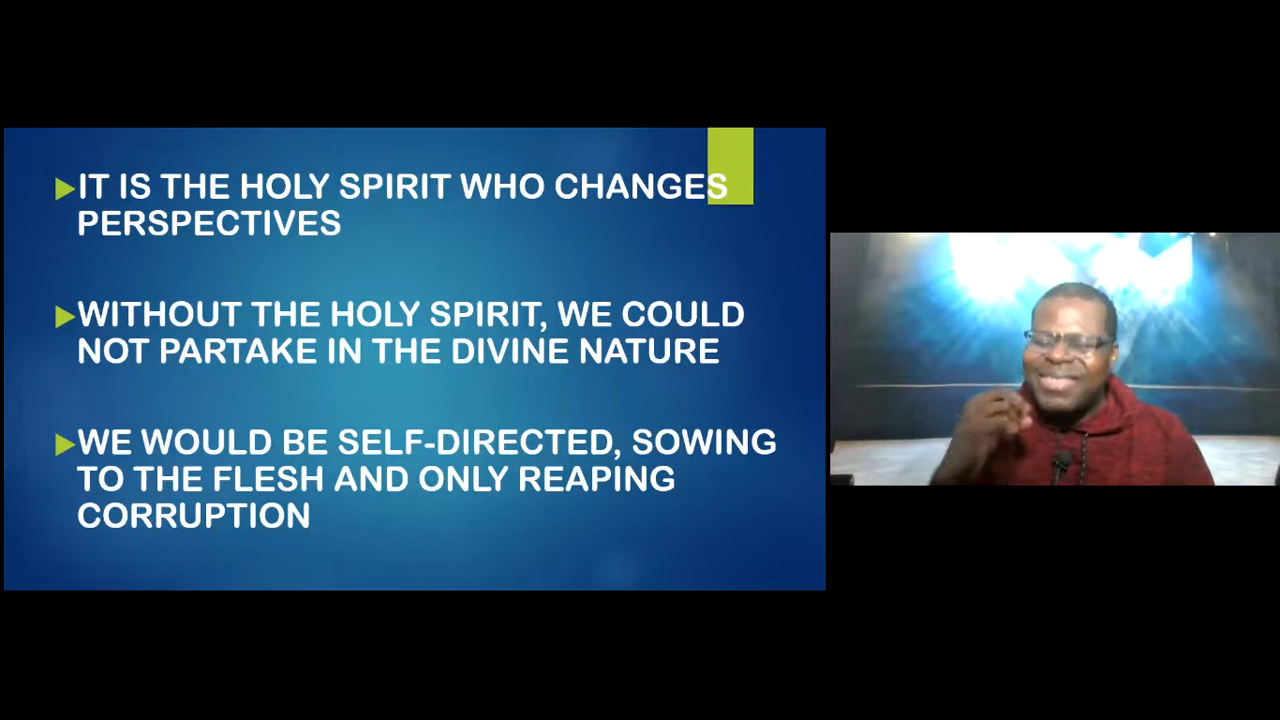 IT IS THE HOLY SPIRIT WHO CHANGES
PERSPECTIVES
WITHOUT THE HOLY SPIRIT, WE COULD
NOT PARTAKE IN THE DIVINE NATURE
WE WOULD BE SELF-DIRECTED, SOWING
TO THE FLESH AND ONLY REAPING
CORRUPTION